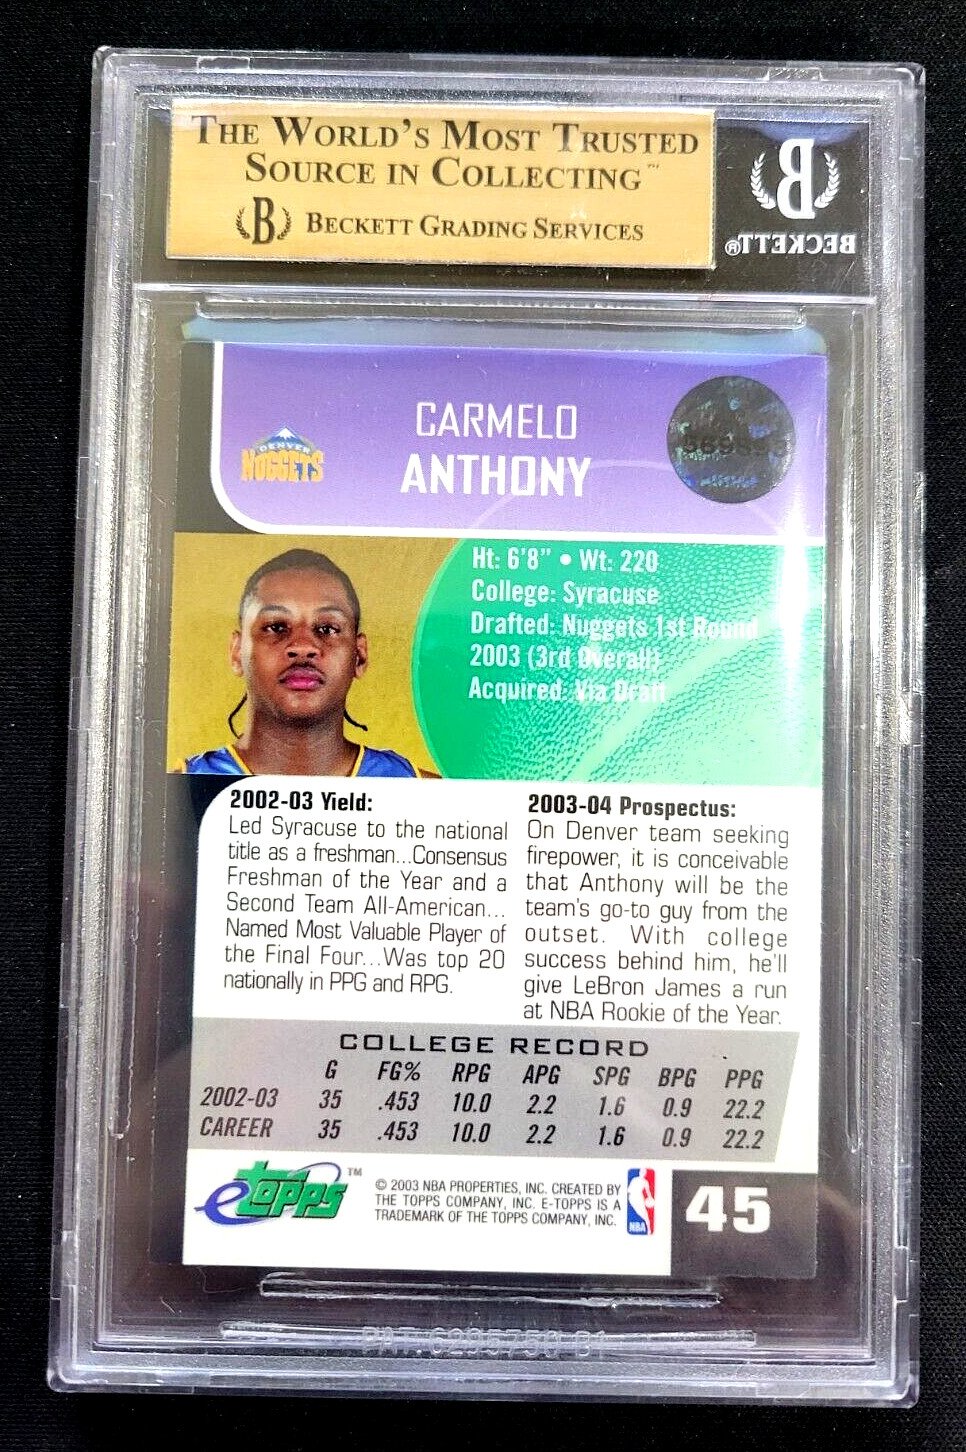 THE WORLD'S MOST TRUSTED
SOURCE IN COLLECTING™
B BECKETT GRADING SERVICES
B
BECKETT®
CARMELO
ANTHONY
DENVER
NUGGETS
Ht: 6'8" • Wt: 220
College: Syracuse
Drafted: Nuggets 1st Round
2003 (3rd Overall)
Acquired: Via Draft
2002-03 Yield:
Led Syracuse to the national
title as a freshman...Consensus
Freshman of the Year and a
Second Team All-American...
Named Most Valuable Player of
the Final Four...Was top 20
nationally in PPG and RPG.
2003-04 Prospectus:
On Denver team seeking
firepower, it is conceivable
that Anthony will be the
team's go-to guy from the
outset. With college
success behind him, he'll
give LeBron James a run
at NBA Rookie of the Year.
COLLEGE RECORD
G FG% RPG APG SPG BPG PPG
2002-03 35 .453 10.0 2.2 1.6 0.9 22.2
CAREER 35 .453 10.0 2.2 1.6 0.9 22.2
etopps™
© 2003 NBA PROPERTIES, INC. CREATED BY
THE TOPPS COMPANY, INC. E-TOPPS IS A
TRADEMARK OF THE TOPPS COMPANY, INC.
NBA
45